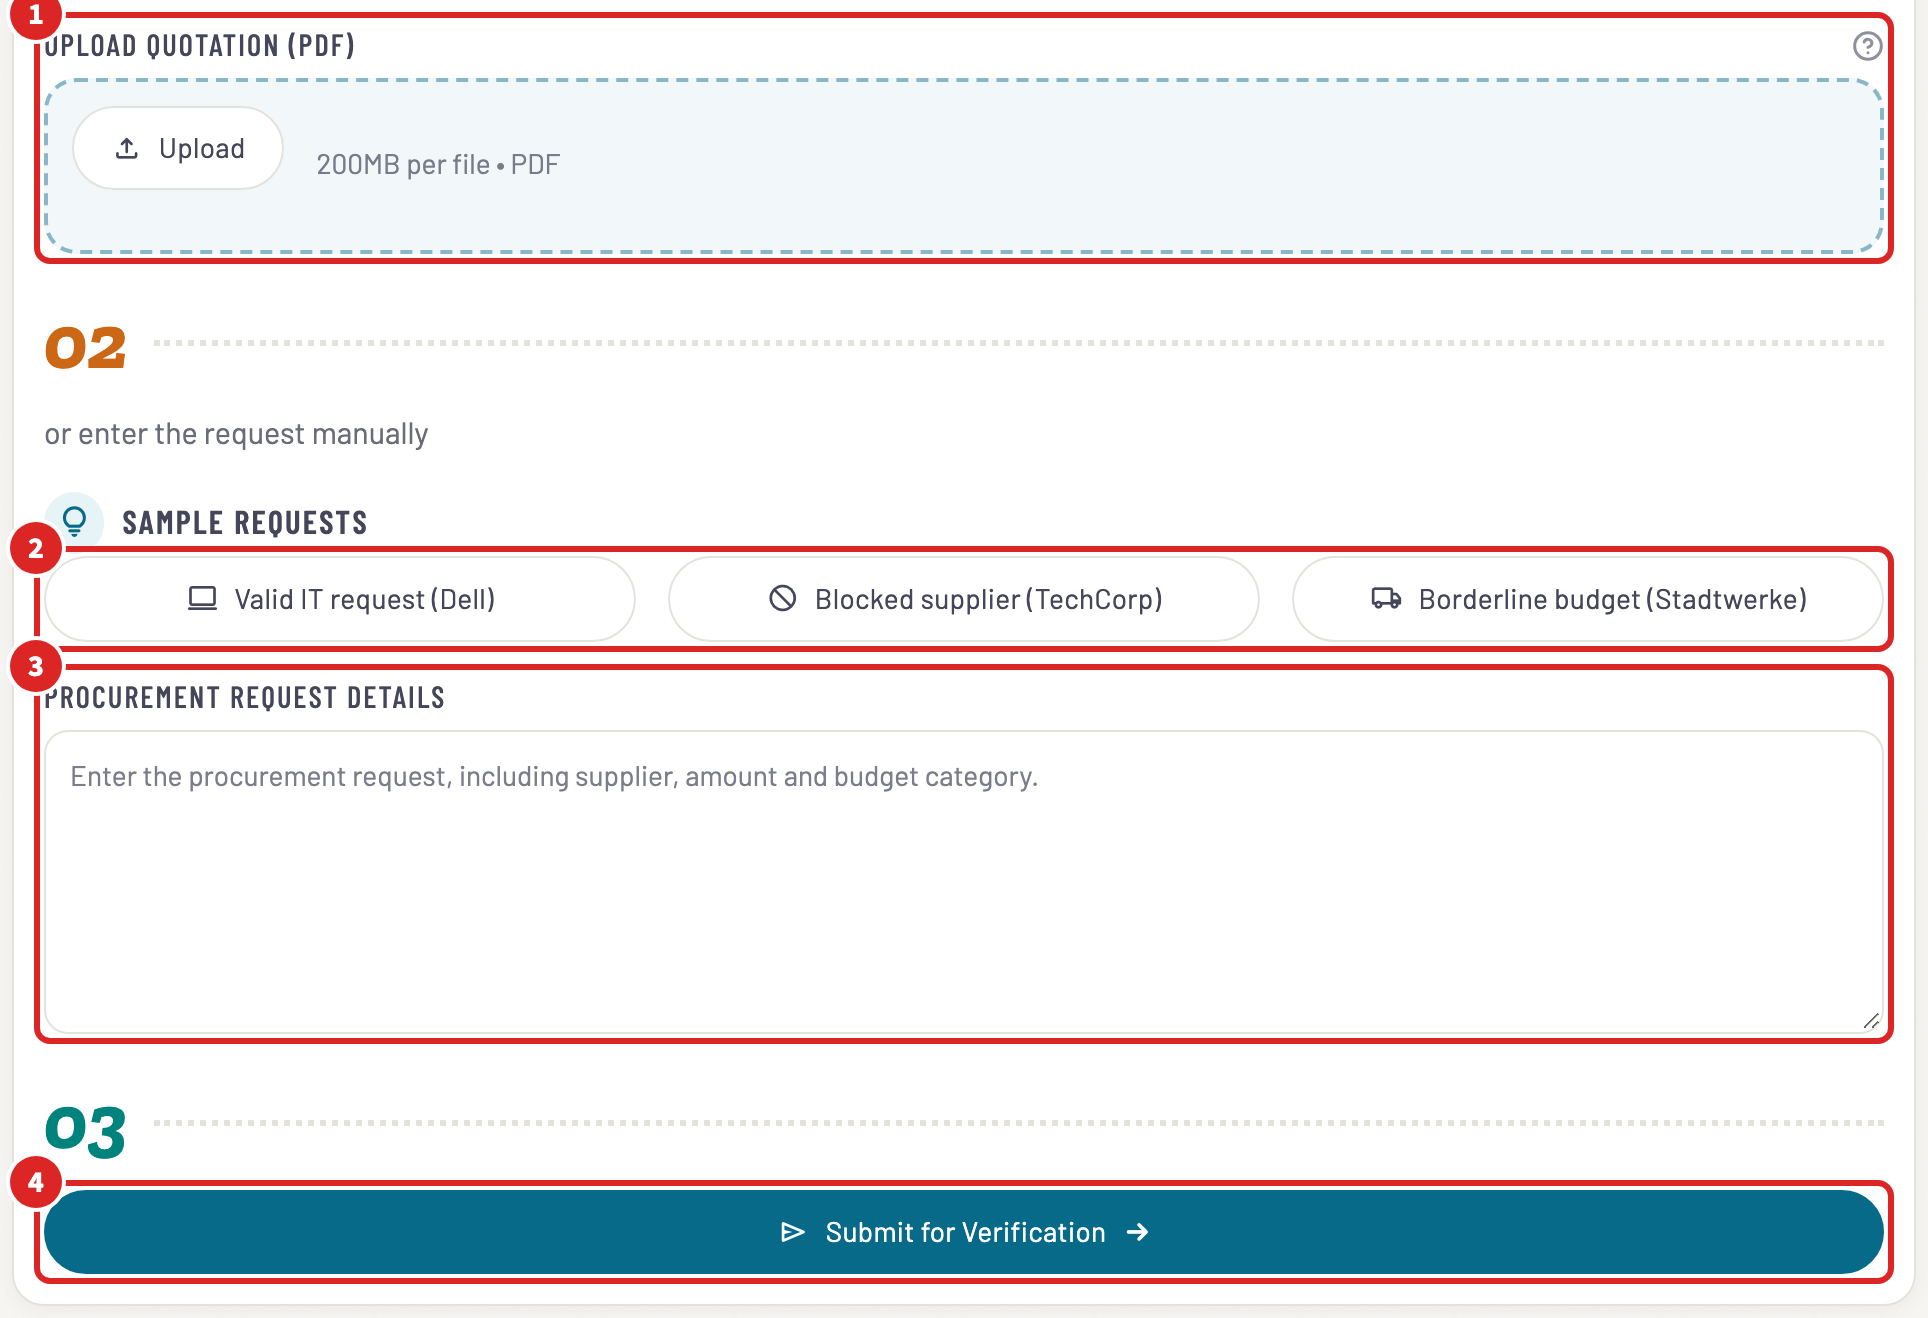 1
UPLOAD QUOTATION (PDF)
Upload
200MB per file • PDF
02
or enter the request manually
SAMPLE REQUESTS
2
Valid IT request (Dell)
Blocked supplier (TechCorp)
Borderline budget (Stadtwerke)
3
PROCUREMENT REQUEST DETAILS
Enter the procurement request, including supplier, amount and budget category.
03
4
Submit for Verification